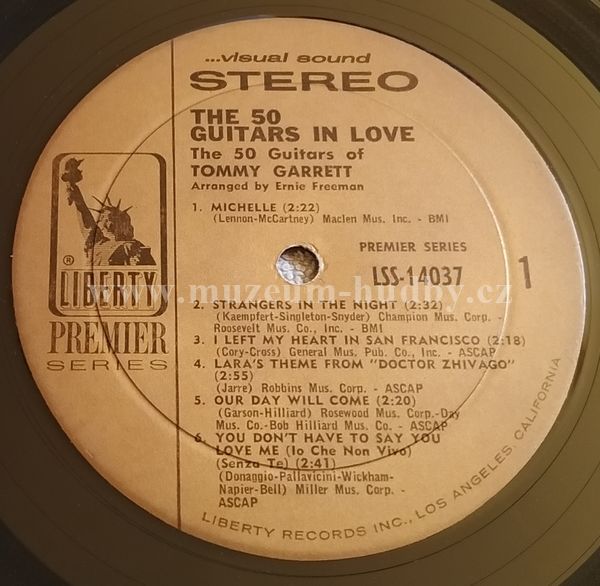 ...visual sound
STEREO
THE 50
GUITARS IN LOVE
The 50 Guitars of
TOMMY GARRETT
Arranged by Ernie Freeman
1. MICHELLE (2:22)
(Lennon-McCartney) Maclen Mus. Inc. - BMI
PREMIER SERIES
LSS-14037
1
® LIBERTY
PREMIER
SERIES
www.muzeum-hudby.cz
2. STRANGERS IN THE NIGHT (2:32)
(Kaempfert-Singleton-Snyder) Champion Mus. Corp. -
Roosevelt Mus. Co., Inc. - BMI
3. I LEFT MY HEART IN SAN FRANCISCO (2:18)
(Cory-Cross) General Mus. Pub. Co., Inc. - ASCAP
4. LARA'S THEME FROM "DOCTOR ZHIVAGO"
(2:55)
(Jarre) Robbins Mus. Corp. - ASCAP
5. OUR DAY WILL COME (2:20)
(Garson-Hilliard) Rosewood Mus. Corp.-Day
Mus. Co.-Bob Hilliard Mus. Co. - ASCAP
6. YOU DON'T HAVE TO SAY YOU
LOVE ME (Io Che Non Vivo)
(Senza Te) (2:41)
(Donaggio-Pallavicini-Wickham-
Napier-Bell) Miller Mus. Corp. -
ASCAP
LIBERTY RECORDS INC., LOS ANGELES, CALIFORNIA